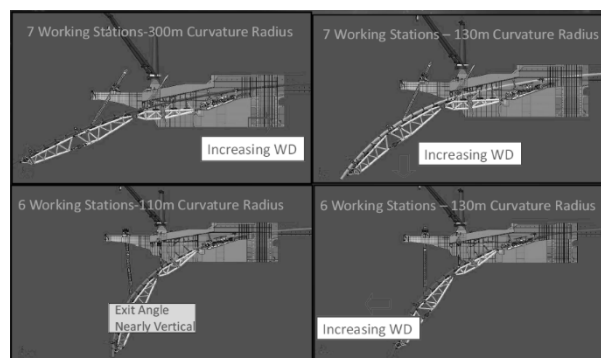 7 Working Stations-300m Curvature Radius
Increasing WD
7 Working Stations – 130m Curvature Radius
Increasing WD
6 Working Stations-110m Curvature Radius
Exit Angle
Nearly Vertical
6 Working Stations – 130m Curvature Radius
Increasing WD